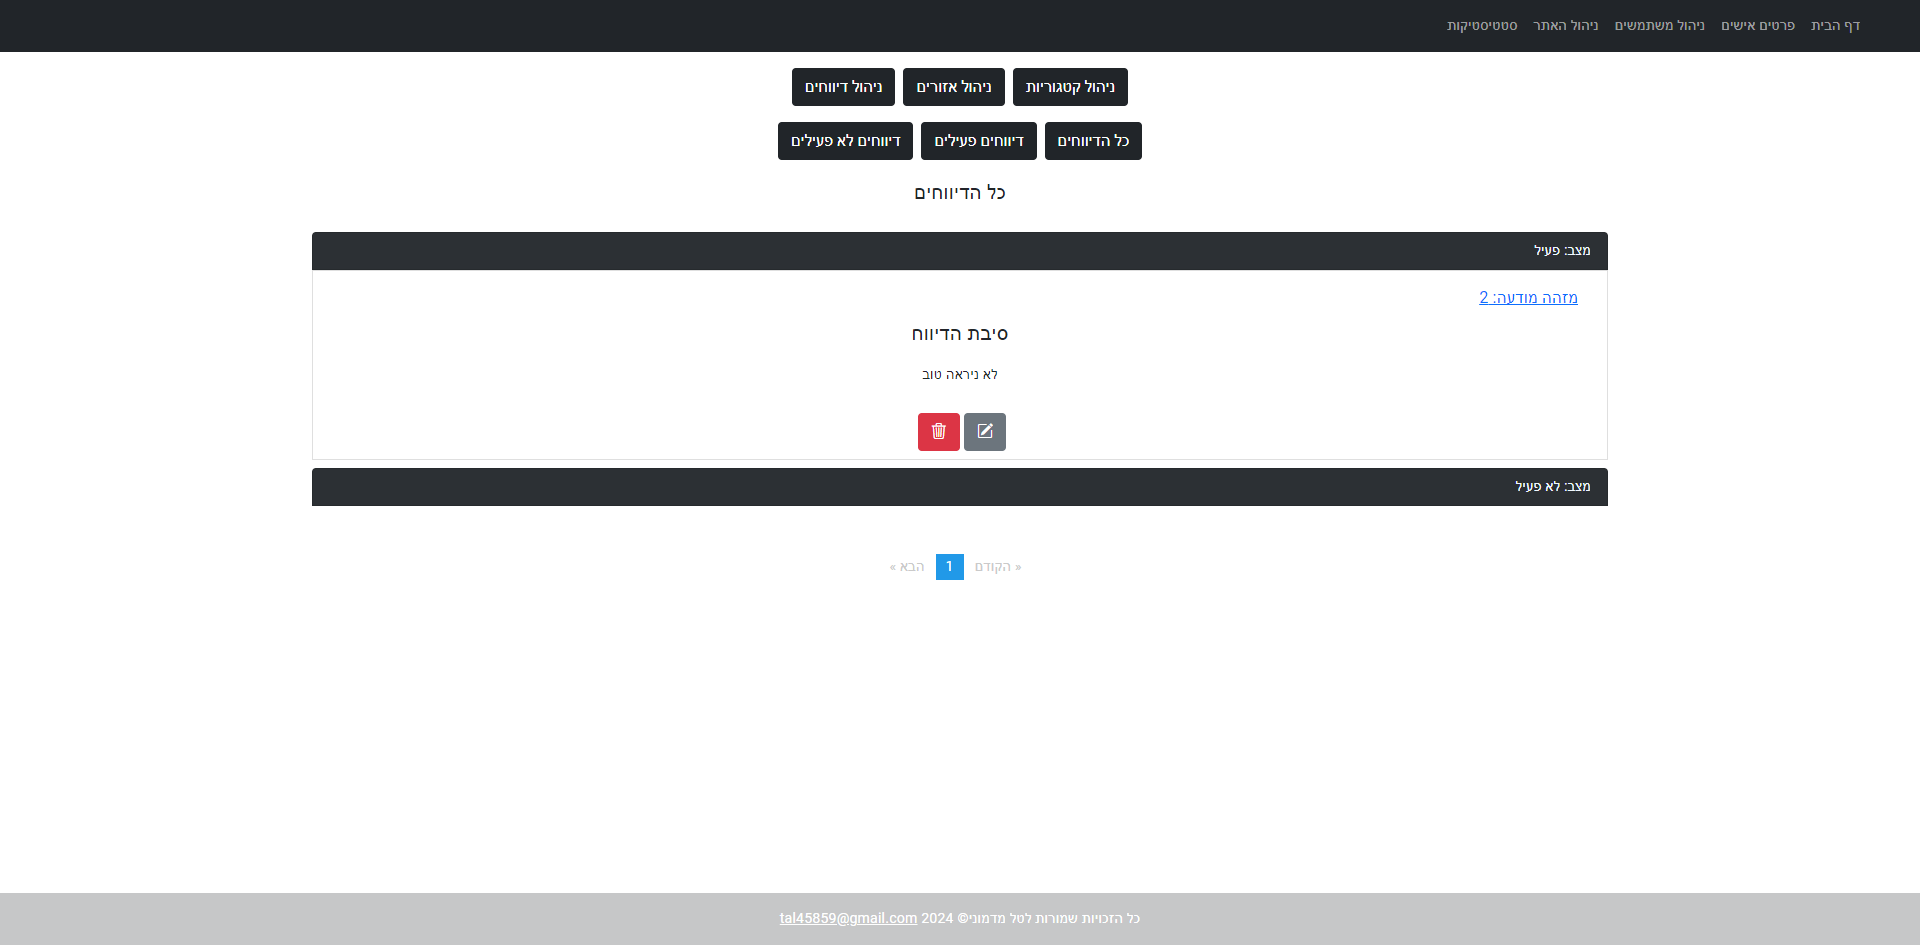 דף הבית פרטים אישים ניהול משתמשים ניהול האתר סטטיסטיקות
ניהול קטגוריות ניהול אזורים ניהול דיווחים
כל הדיווחים דיווחים פעילים דיווחים לא פעילים
כל הדיווחים
מצב: פעיל
מזהה מודעה: 2
סיבת הדיווח
לא ניראה טוב
מצב: לא פעיל
« הקודם 1 הבא »
כל הזכויות שמורות לטל מדמוני© 2024 tal45859@gmail.com